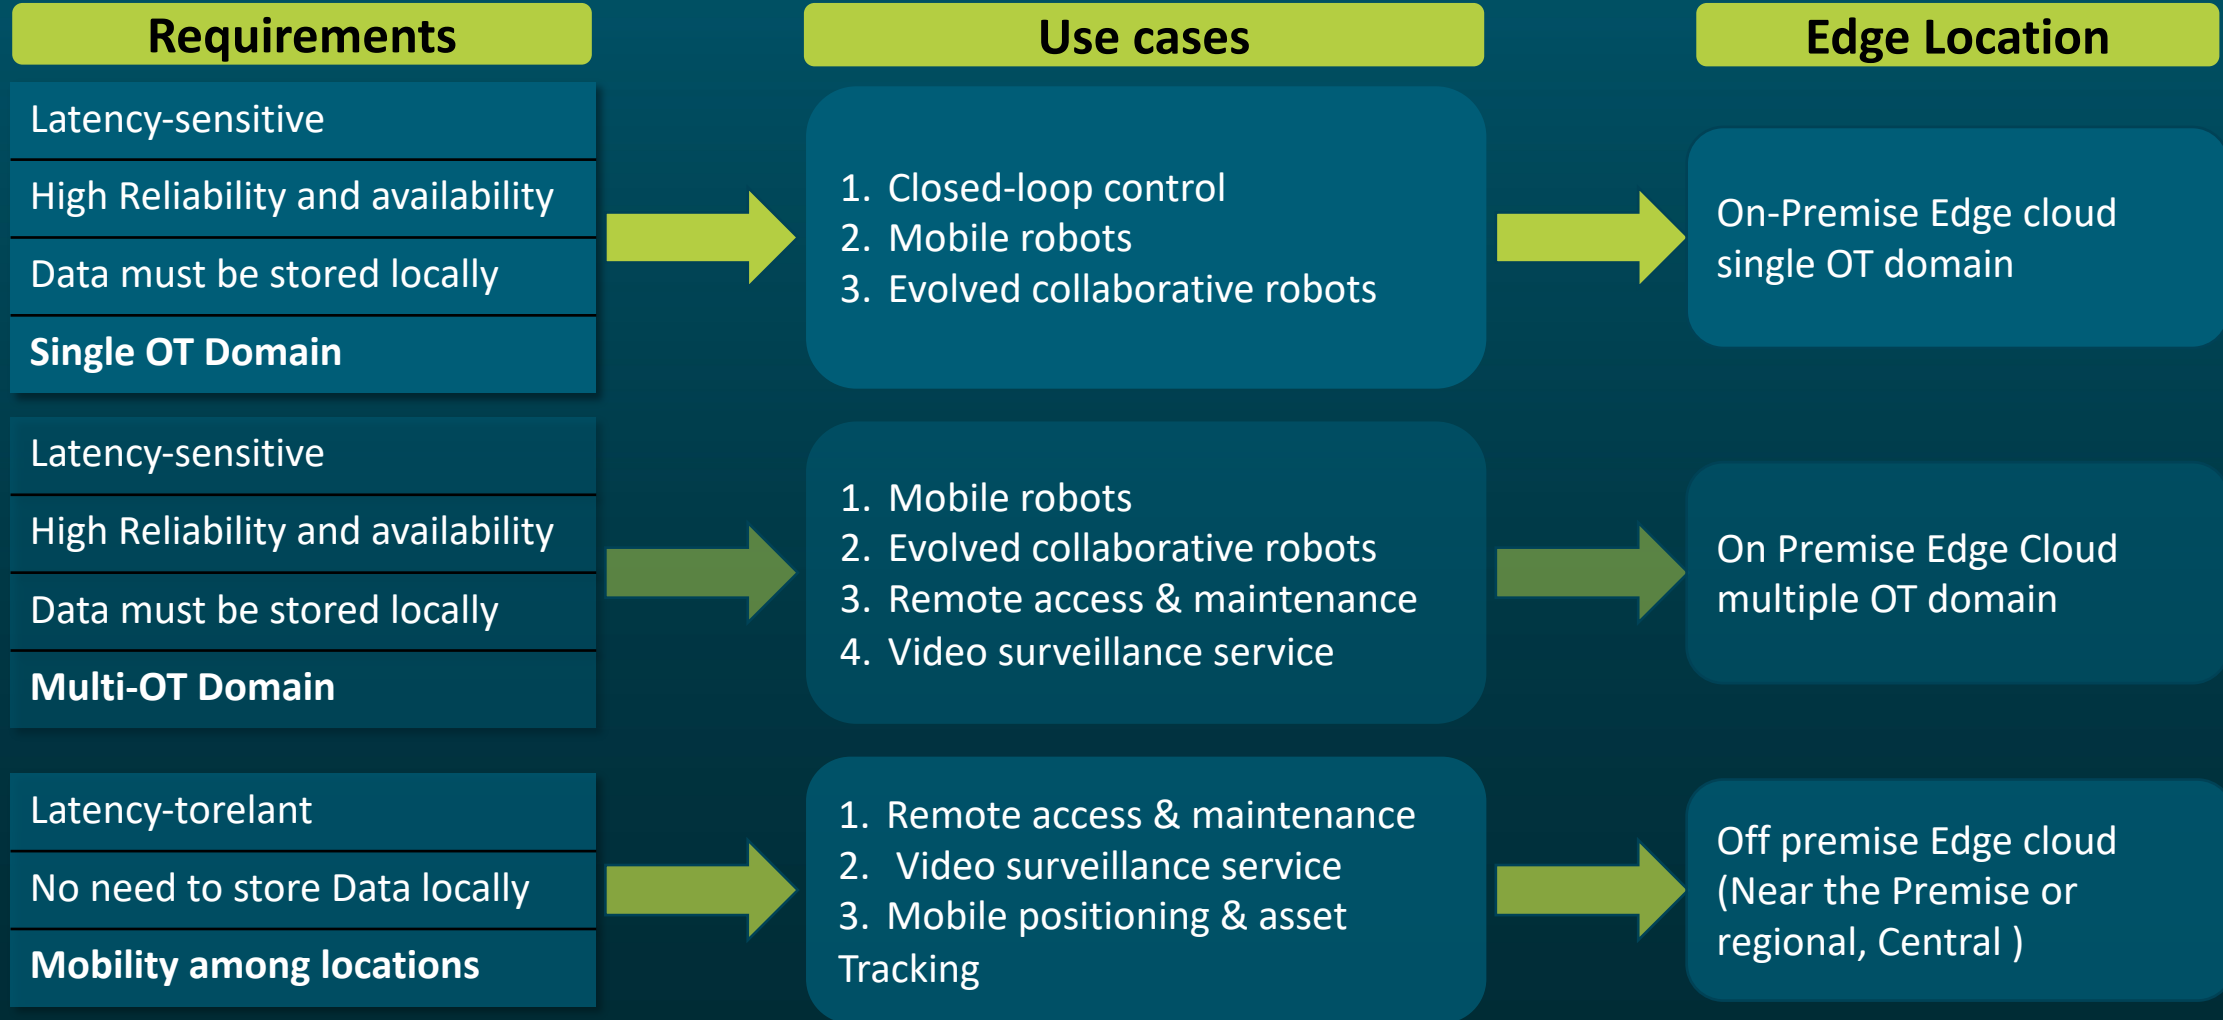 Requirements
Use cases
Edge Location
Latency-sensitive
High Reliability and availability
Data must be stored locally
Single OT Domain
1. Closed-loop control
2. Mobile robots
3. Evolved collaborative robots
On-Premise Edge cloud
single OT domain
Latency-sensitive
High Reliability and availability
Data must be stored locally
Multi-OT Domain
1. Mobile robots
2. Evolved collaborative robots
3. Remote access & maintenance
4. Video surveillance service
On Premise Edge Cloud
multiple OT domain
Latency-torelant
No need to store Data locally
Mobility among locations
1. Remote access & maintenance
2. Video surveillance service
3. Mobile positioning & asset
Tracking
Off premise Edge cloud
(Near the Premise or
regional, Central )